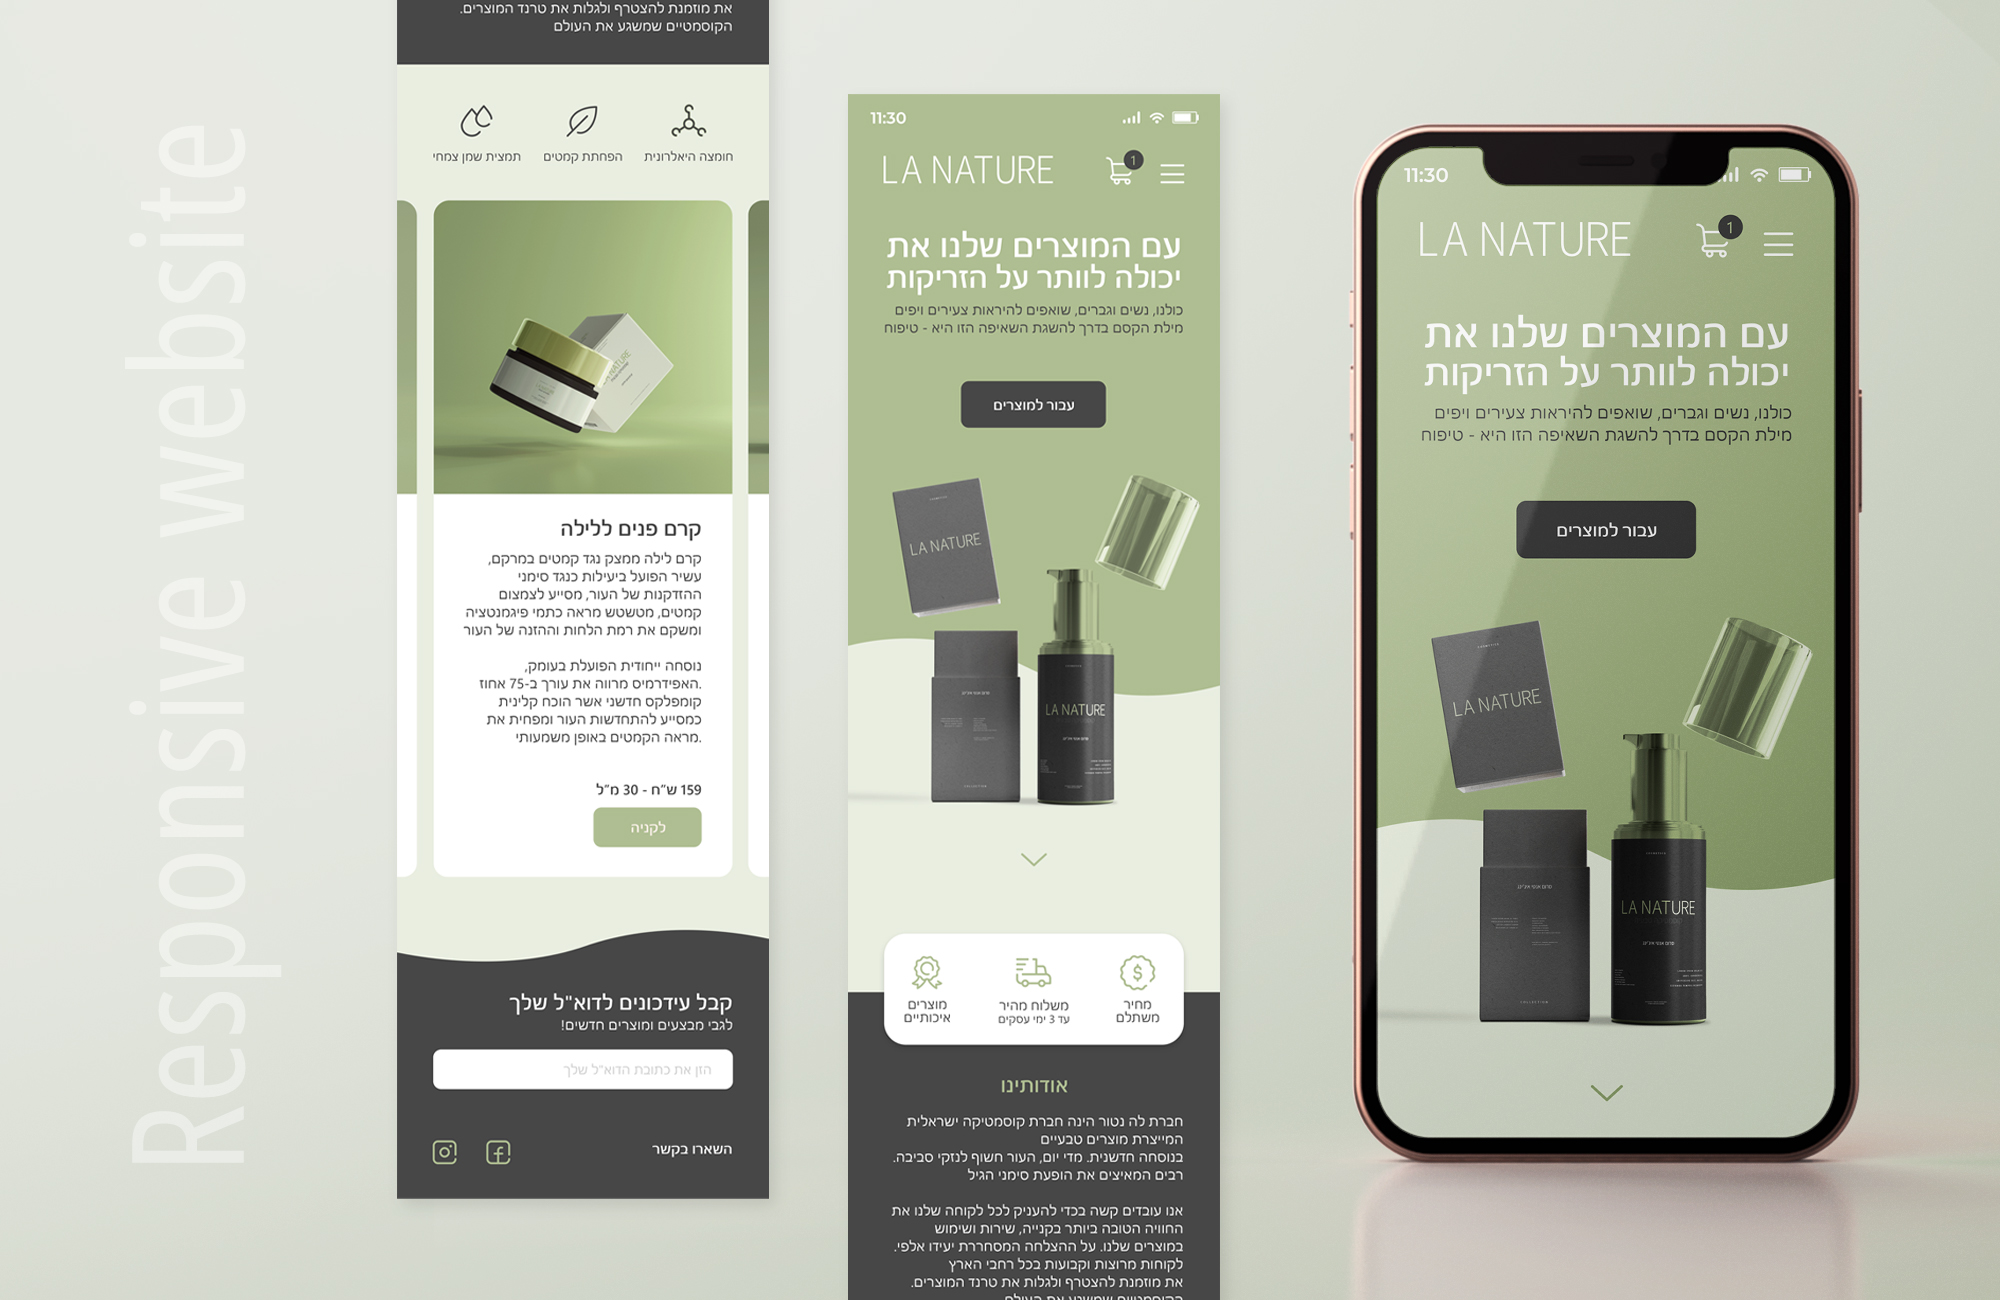 Responsive website
את מוזמנת להצטרף ולגלות את טרנד המוצרים.
הקוסמטיים שמשגע את העולם
חומצה היאלרונית
הפחתת קמטים
תמצית שמן צמחי
קרם פנים ללילה
קרם לילה ממצק נגד קמטים במרקם,
עשיר הפועל ביעילות כנגד סימני
ההזדקנות של העור, מסייע לצמצום
קמטים, מטשטש מראה כתמי פיגמנטציה
ומשקם את רמת הלחות וההזנה של העור
נוסחה ייחודית הפועלת בעומק,
.האפידרמיס מרווה את עורך ב-75 אחוז
קומפלקס חדשני אשר הוכח קלינית
כמסייע להתחדשות העור ומפחית את
.מראה הקמטים באופן משמעותי
159 ש״ח - 30 מ״ל
לקניה
קבל עידכונים לדוא"ל שלך
לגבי מבצעים ומוצרים חדשים!
הזן את כתובת הדוא"ל שלך
השארו בקשר
11:30
LA NATURE
1
עם המוצרים שלנו את
יכולה לוותר על הזריקות
כולנו, נשים וגברים, שואפים להיראות צעירים ויפים
מילת הקסם בדרך להשגת השאיפה הזו היא - טיפוח
עבור למוצרים
LA NATURE
LA NATURE
COLLECTION
מחיר
משתלם
משלוח מהיר
עד 3 ימי עסקים
מוצרים
איכותיים
אודותינו
חברת לה נטור הינה חברת קוסמטיקה ישראלית
המייצרת מוצרים טבעיים
בנוסחה חדשנית. מדי יום, העור חשוף לנזקי סביבה.
רבים המאיצים את הופעת סימני הגיל
אנו עובדים קשה בכדי להעניק לכל לקוחה שלנו את
החוויה הטובה ביותר בקנייה, שירות ושימוש
במוצרים שלנו. על ההצלחה המסחררת יעידו אלפי.
לקוחות מרוצות וקבועות בכל רחבי הארץ
את מוזמנת להצטרף ולגלות את טרנד המוצרים.
הקוסמטיים שמשגע את העולם
11:30
LA NATURE
1
עם המוצרים שלנו את
יכולה לוותר על הזריקות
כולנו, נשים וגברים, שואפים להיראות צעירים ויפים
מילת הקסם בדרך להשגת השאיפה הזו היא - טיפוח
עבור למוצרים
LA NATURE
LA NATURE
COLLECTION